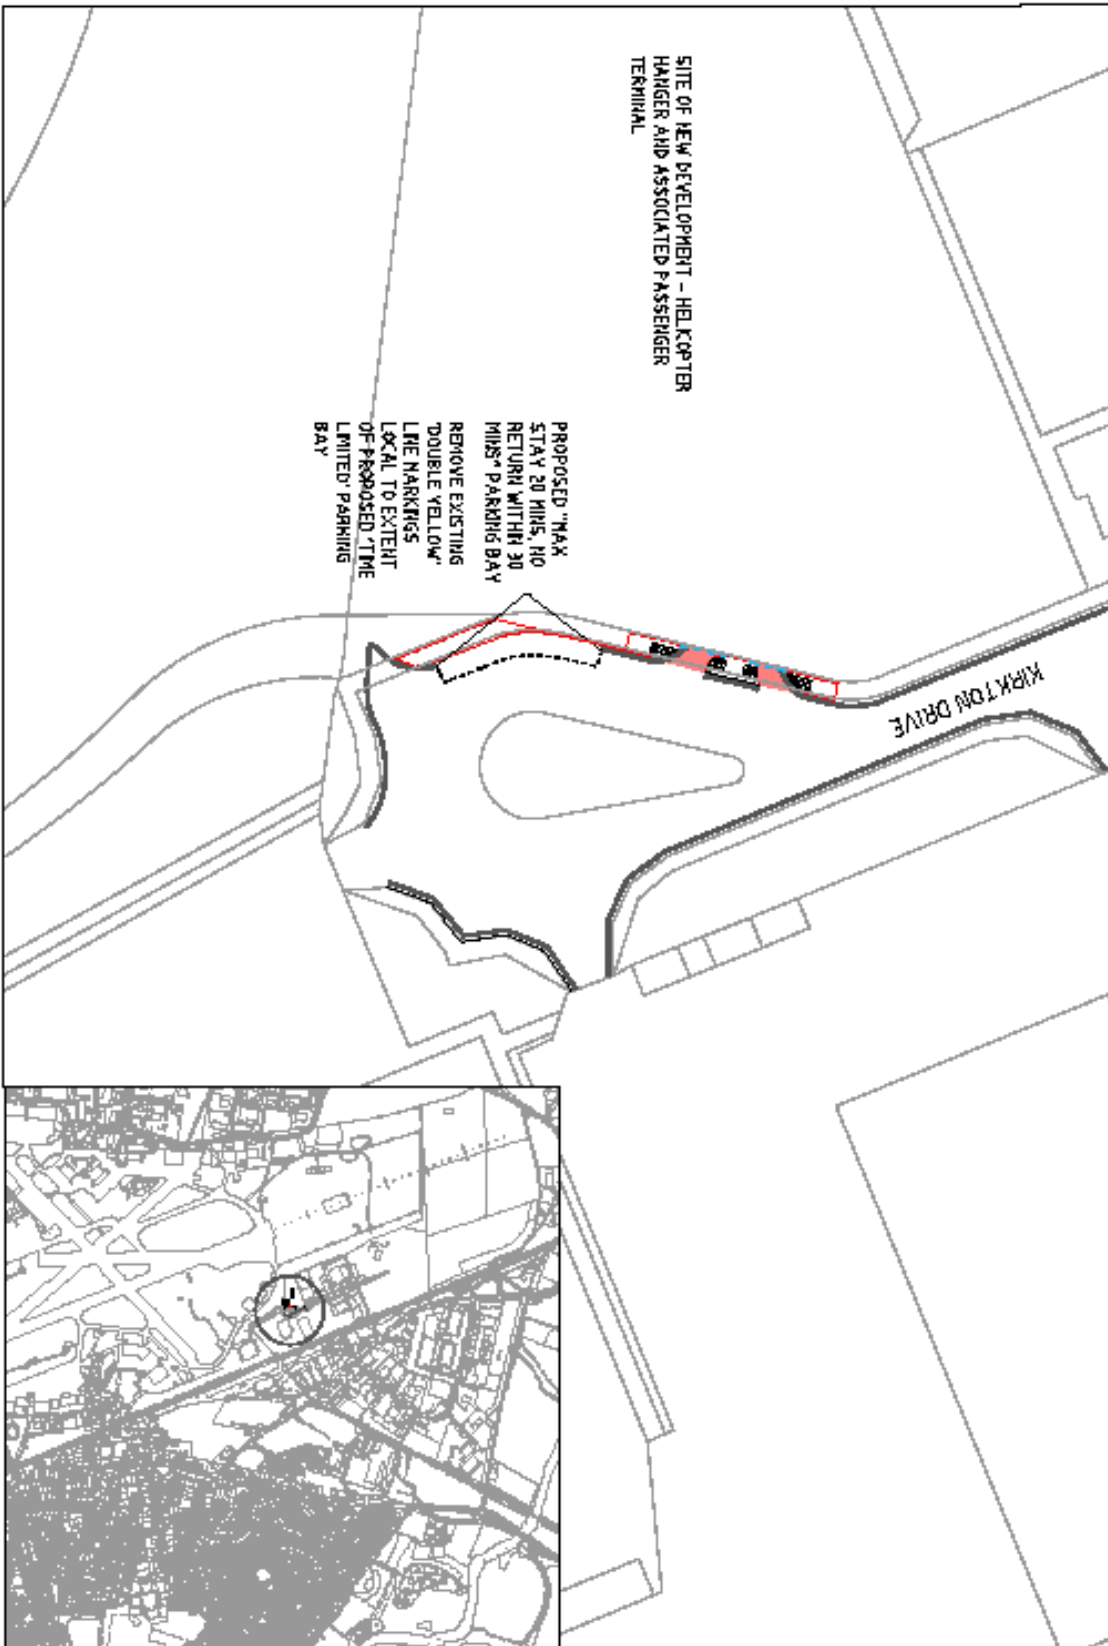 SITE OF NEW DEVELOPMENT - HELICOPTER
HANGER AND ASSOCIATED PASSENGER
TERMINAL
PROPOSED "MAX
STAY 20 MINS, NO
RETURN WITHIN 30
MINS" PARKING BAY
REMOVE EXISTING
'DOUBLE YELLOW'
LINE MARKINGS
LOCAL TO EXTENT
OF PROPOSED 'TIME
LIMITED' PARKING
BAY
KIRKTON DRIVE